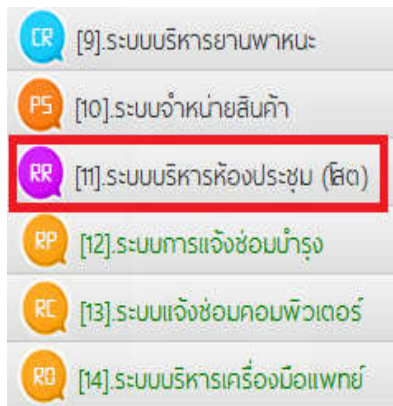 CR [9].ระบบบริหารยานพาหนะ
PS [10].ระบบจำหน่ายสินค้า
RR [11].ระบบบริหารห้องประชุม (โสต)
RP [12].ระบบการแจ้งซ่อมบำรุง
RC [13].ระบบแจ้งซ่อมคอมพิวเตอร์
RO [14].ระบบบริหารเครื่องมือแพทย์